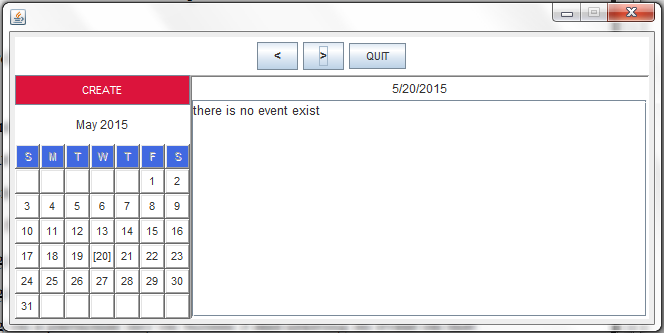 < > QUIT
CREATE
5/20/2015
May 2015
there is no event exist
S M T W T F S
1 2
3 4 5 6 7 8 9
10 11 12 13 14 15 16
17 18 19 [20] 21 22 23
24 25 26 27 28 29 30
31